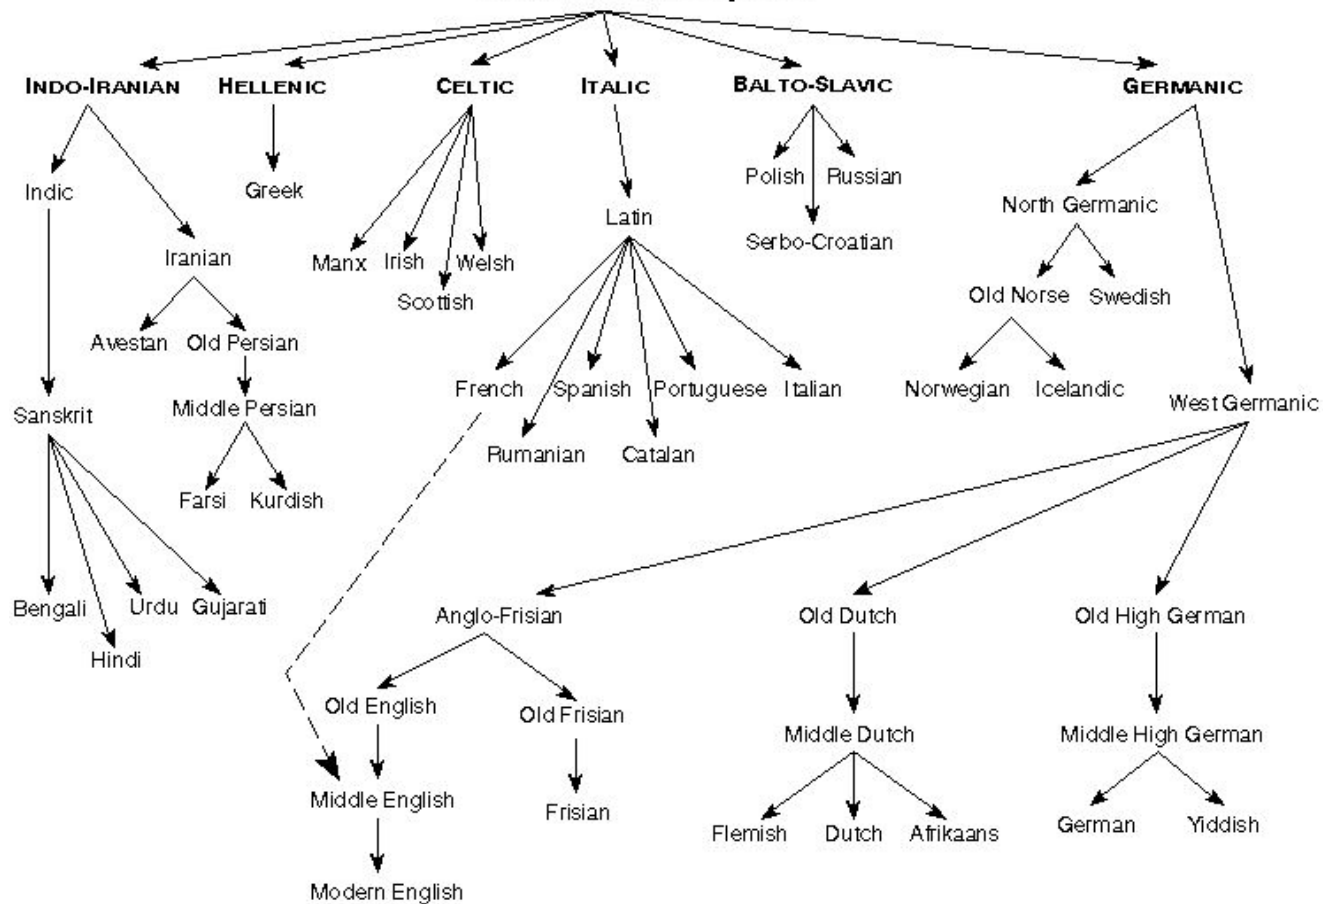 INDO-IRANIAN HELLENIC CELTIC ITALIC BALTO-SLAVIC GERMANIC
Polish Russian
Indic Greek
North Germanic
Latin
Serbo-Croatian
Iranian Manx Irish Welsh
Old Norse Swedish
Scottish
Avestan Old Persian
French Spanish Portuguese Italian Norwegian Icelandic
West Germanic
Sanskrit Middle Persian
Rumanian Catalan
Farsi Kurdish
Bengali Urdu Gujarati
Anglo-Frisian Old Dutch Old High German
Hindi
Old English Old Frisian
Middle Dutch Middle High German
Middle English Frisian
Flemish Dutch Afrikaans German Yiddish
Modern English